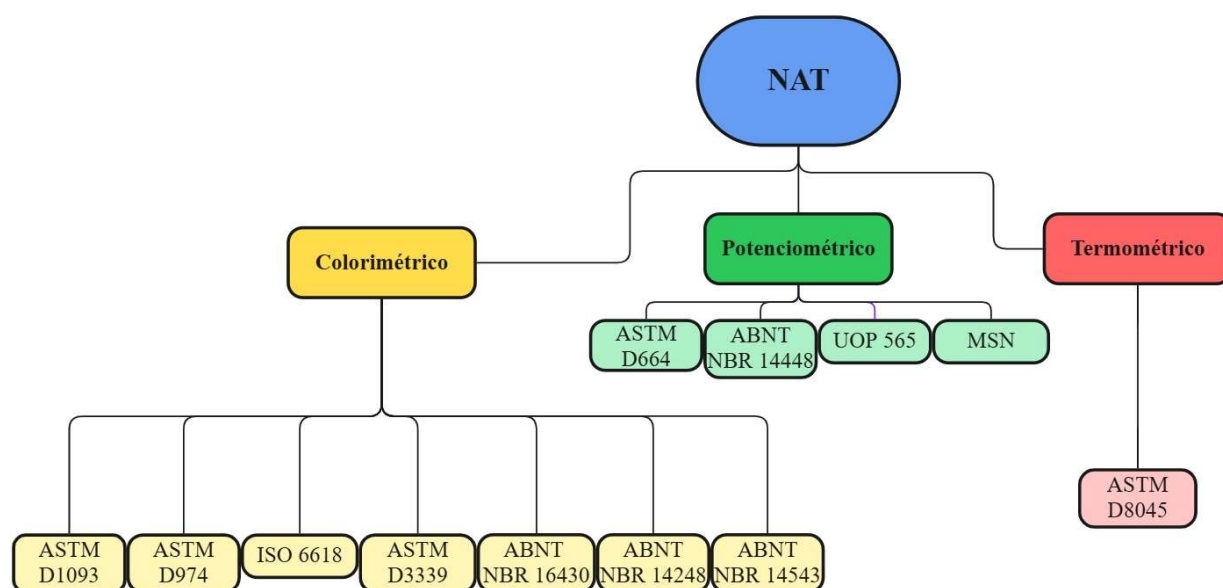 NAT
Colorimétrico
Potenciométrico
Termométrico
ASTM
D664
ABNT
NBR 14448
UOP 565
MSN
ASTM
D8045
ASTM
D1093
ASTM
D974
ISO 6618
ASTM
D3339
ABNT
NBR 16430
ABNT
NBR 14248
ABNT
NBR 14543